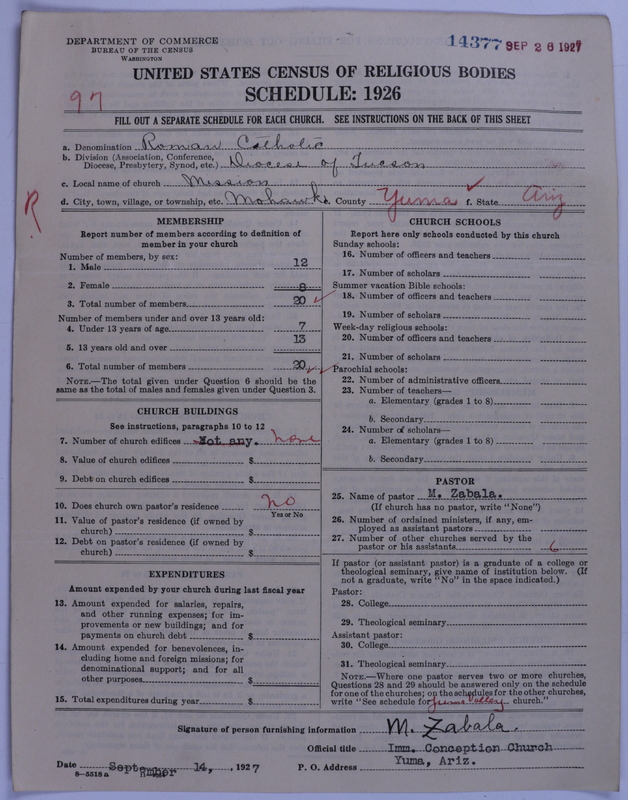 DEPARTMENT OF COMMERCE
BUREAU OF THE CENSUS
WASHINGTON
14377 SEP 26 1927
UNITED STATES CENSUS OF RELIGIOUS BODIES
97
SCHEDULE: 1926
FILL OUT A SEPARATE SCHEDULE FOR EACH CHURCH. SEE INSTRUCTIONS ON THE BACK OF THIS SHEET
a. Denomination Roman Catholic
b. Division (Association, Conference, Diocese, Presbytery, Synod, etc.) Diocese of Tucson
c. Local name of church Mission
d. City, town, village, or township, etc. Mohawk e. County Yuma ✓ f. State Ariz
R
MEMBERSHIP
Report number of members according to definition of
member in your church
Number of members, by sex:
1. Male 12
2. Female 8
3. Total number of members 20 ✓
Number of members under and over 13 years old:
4. Under 13 years of age 7
5. 13 years old and over 13
6. Total number of members 20 ✓
NOTE.—The total given under Question 6 should be the
same as the total of males and females given under Question 3.
CHURCH BUILDINGS
See instructions, paragraphs 10 to 12
7. Number of church edifices Not any. None
8. Value of church edifices $
9. Debt on church edifices $
10. Does church own pastor's residence No
Yes or No
11. Value of pastor's residence (if owned by
church) $
12. Debt on pastor's residence (if owned by
church) $
EXPENDITURES
Amount expended by your church during last fiscal year
13. Amount expended for salaries, repairs,
and other running expenses; for im-
provements or new buildings; and for
payments on church debt $
14. Amount expended for benevolences, in-
cluding home and foreign missions; for
denominational support; and for all
other purposes $
15. Total expenditures during year $
CHURCH SCHOOLS
Report here only schools conducted by this church
Sunday schools:
16. Number of officers and teachers
17. Number of scholars
Summer vacation Bible schools:
18. Number of officers and teachers
19. Number of scholars
Week-day religious schools:
20. Number of officers and teachers
21. Number of scholars
Parochial schools:
22. Number of administrative officers
23. Number of teachers—
a. Elementary (grades 1 to 8)
b. Secondary
24. Number of scholars—
a. Elementary (grades 1 to 8)
b. Secondary
PASTOR
25. Name of pastor M. Zabala.
(If church has no pastor, write "None")
26. Number of ordained ministers, if any, em-
ployed as assistant pastors
27. Number of other churches served by the
pastor or his assistants 6
If pastor (or assistant pastor) is a graduate of a college or
theological seminary, give name of institution below. (If
not a graduate, write "No" in the space indicated.)
Pastor:
28. College
29. Theological seminary
Assistant pastor:
30. College
31. Theological seminary
NOTE.—Where one pastor serves two or more churches,
Questions 28 and 29 should be answered only on the schedule
for one of the churches; on the schedules for the other churches,
write "See schedule for Yuma Valley church."
Signature of person furnishing information M. Zabala.
Official title Imm. Conception Church
Date September 14, , 1927 P. O. Address Yuma, Ariz.
8-5318 a